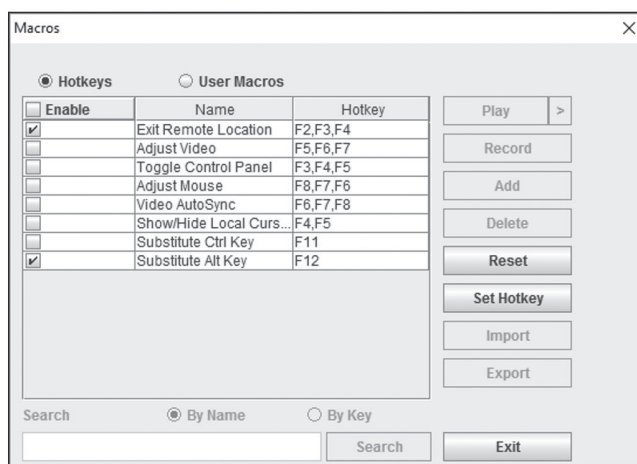 Macros
Hotkeys User Macros
Enable Name Hotkey
Exit Remote Location F2,F3,F4
Adjust Video F5,F6,F7
Toggle Control Panel F3,F4,F5
Adjust Mouse F8,F7,F6
Video AutoSync F6,F7,F8
Show/Hide Local Curs... F4,F5
Substitute Ctrl Key F11
Substitute Alt Key F12
Play >
Record
Add
Delete
Reset
Set Hotkey
Import
Export
Search By Name By Key
Search Exit